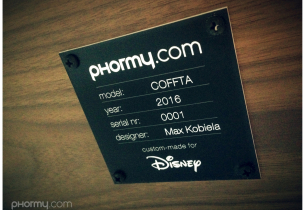 phormy.com
model: COFFTA
year: 2016
serial nr: 0001
designer: Max Kobiela
custom-made for
Disney
phormy.com